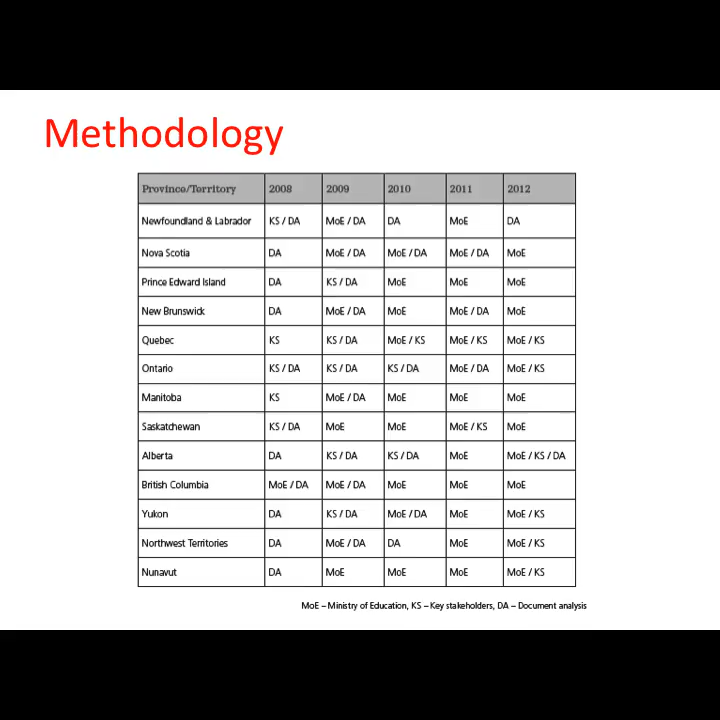 Methodology
Province/Territory 2008 2009 2010 2011 2012
Newfoundland & Labrador KS / DA MoE / DA DA MoE DA
Nova Scotia DA MoE / DA MoE / DA MoE / DA MoE
Prince Edward Island DA KS / DA MoE MoE MoE
New Brunswick DA MoE / DA MoE MoE / DA MoE
Quebec KS KS / DA MoE / KS MoE / KS MoE / KS
Ontario KS / DA KS / DA KS / DA MoE / DA MoE / KS
Manitoba KS MoE / DA MoE MoE MoE
Saskatchewan KS / DA MoE MoE MoE / KS MoE
Alberta DA KS / DA KS / DA MoE MoE / KS / DA
British Columbia MoE / DA MoE / DA MoE MoE MoE
Yukon DA KS / DA MoE / DA MoE MoE / KS
Northwest Territories DA MoE / DA DA MoE MoE / KS
Nunavut DA MoE MoE MoE MoE / KS
MoE – Ministry of Education, KS – Key stakeholders, DA – Document analysis